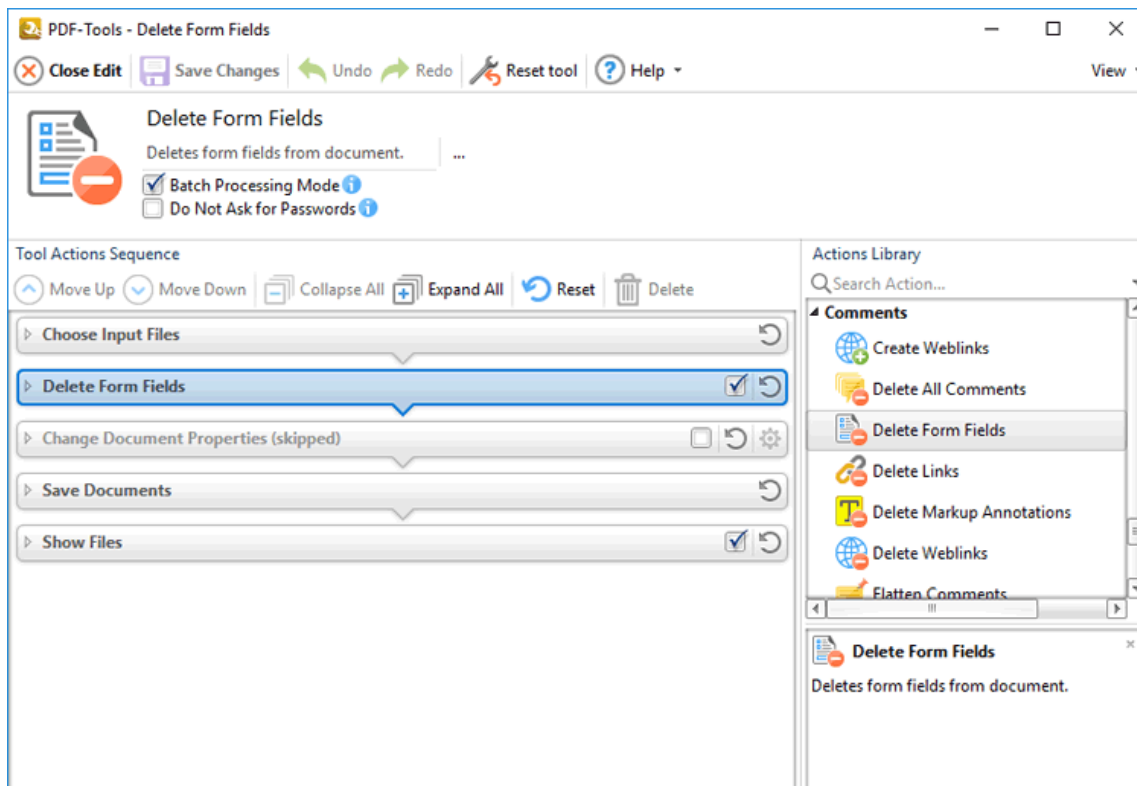 PDF-Tools - Delete Form Fields
Close Edit Save Changes Undo Redo Reset tool ? Help View
Delete Form Fields
Deletes form fields from document. ...
Batch Processing Mode i
Do Not Ask for Passwords i
Tool Actions Sequence
Move Up Move Down Collapse All Expand All Reset Delete
Choose Input Files
Delete Form Fields
Change Document Properties (skipped)
Save Documents
Show Files
Actions Library
Search Action...
Comments
Create Weblinks
Delete All Comments
Delete Form Fields
Delete Links
T Delete Markup Annotations
Delete Weblinks
Flatten Comments
Delete Form Fields
Deletes form fields from document.